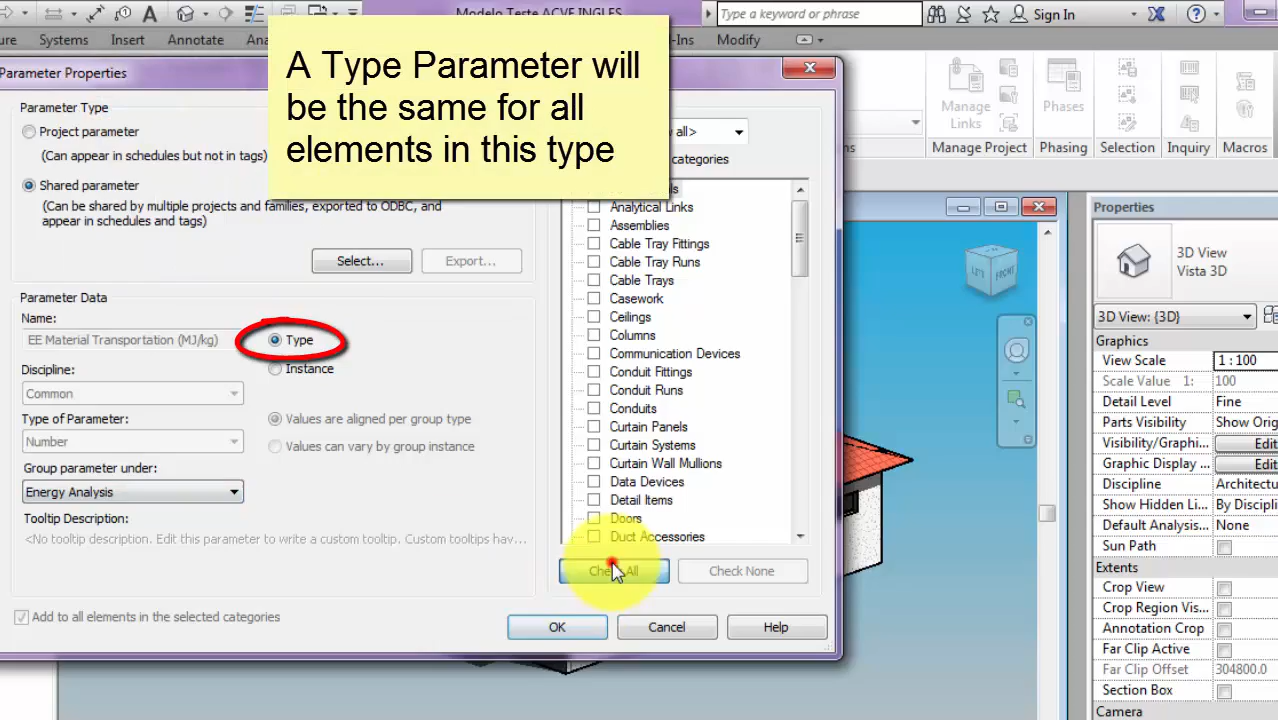 Modelo Teste ACVE INGLES
Type a keyword or phrase
Sign In
Systems Insert Annotate
Modify
A Type Parameter will
be the same for all
elements in this type
Parameter Properties
Parameter Type
Project parameter
(Can appear in schedules but not in tags)
Shared parameter
(Can be shared by multiple projects and families, exported to ODBC, and
appear in schedules and tags)
Select...
Export...
Parameter Data
Name:
EE Material Transportation (MJ/kg)
Type
Instance
Discipline:
Common
Type of Parameter:
Number
Values are aligned per group type
Values can vary by group instance
Group parameter under:
Energy Analysis
Tooltip Description:
<No tooltip description. Edit this parameter to write a custom tooltip. Custom tooltips hav...
Add to all elements in the selected categories
all>
categories
Analytical Links
Assemblies
Cable Tray Fittings
Cable Tray Runs
Cable Trays
Casework
Ceilings
Columns
Communication Devices
Conduit Fittings
Conduit Runs
Conduits
Curtain Panels
Curtain Systems
Curtain Wall Mullions
Data Devices
Detail Items
Doors
Duct Accessories
Check All
Check None
OK
Cancel
Help
Manage
Links
Phases
Manage Project
Phasing
Selection
Inquiry
Macros
FRONT
Properties
3D View
Vista 3D
3D View: {3D}
Graphics
View Scale 1 : 100
Scale Value 1: 100
Detail Level Fine
Parts Visibility Show Orig
Visibility/Graphi... Edit
Graphic Display ... Edit
Discipline Architectu
Show Hidden Li... By Discipli
Default Analysis... None
Sun Path
Extents
Crop View
Crop Region Vis...
Annotation Crop
Far Clip Active
Far Clip Offset 304800.0
Section Box
Camera